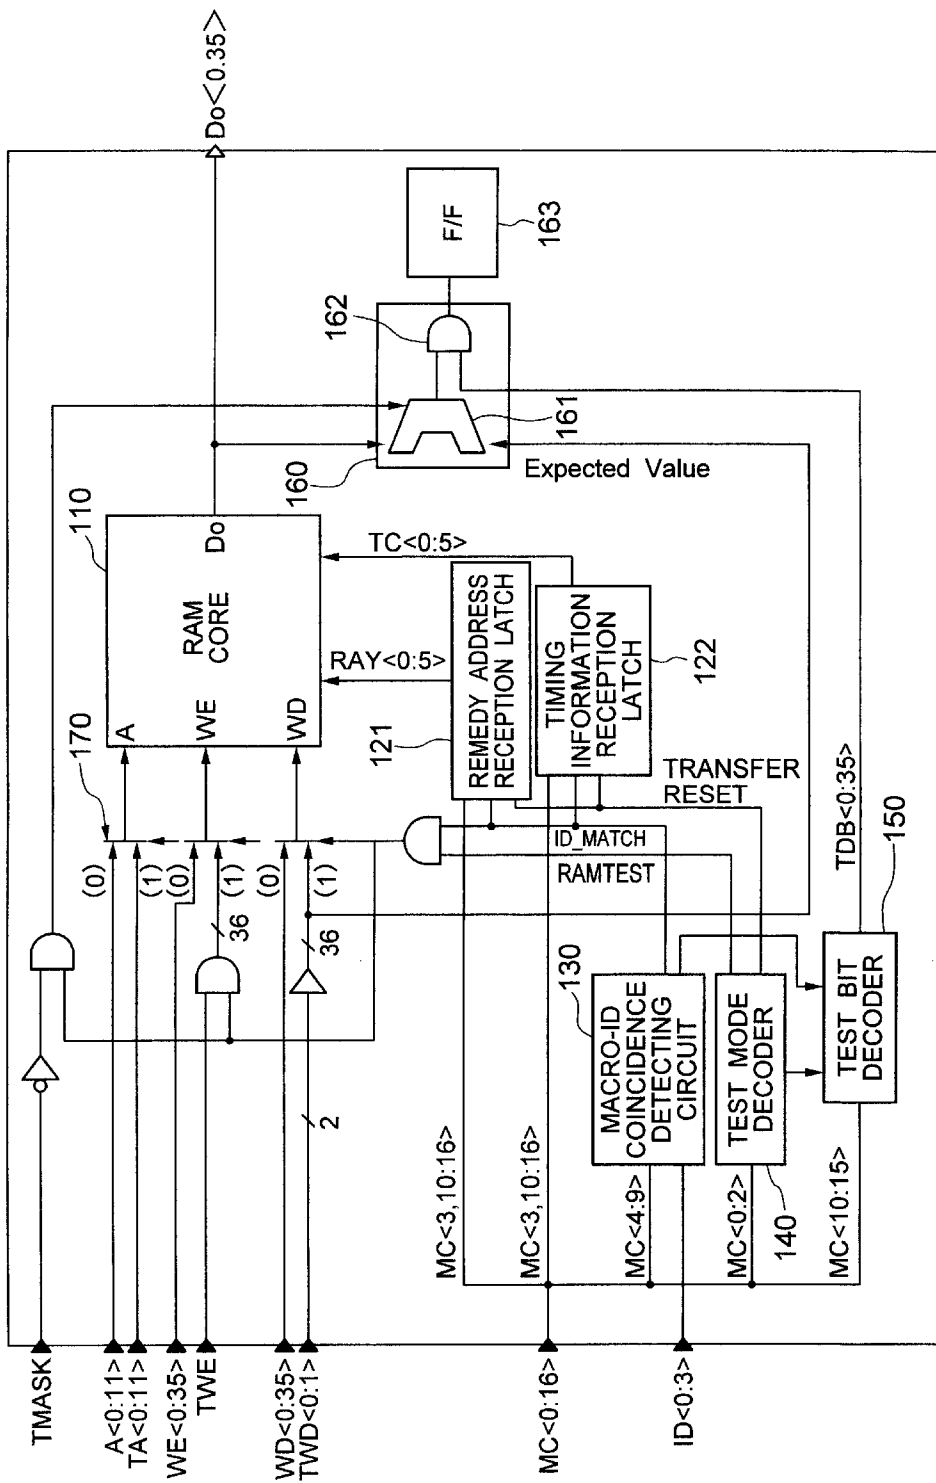 TMASK
A<0:11>
TA<0:11>
WE<0:35>
TWE
WD<0:35>
TWD<0:1>
MC<0:16>
ID<0:3>
2
36
36
(0)
(1)
(0)
(1)
(0)
(1)
170
A
WE
WD
RAM
CORE
Do
110
Do<0.35>
160
161
162
F/F
163
Expected Value
TC<0:5>
RAY<0:5>
121
REMEDY ADDRESS
RECEPTION LATCH
TIMING
INFORMATION
RECEPTION
LATCH
122
TRANSFER
RESET
ID_MATCH
RAMTEST
MC<3,10:16>
MC<3,10:16>
MC<4:9>
MC<0:2>
MC<10:15>
130
MACRO-ID
COINCIDENCE
DETECTING
CIRCUIT
TEST MODE
DECODER
140
TEST BIT
DECODER
150
TDB<0:35>